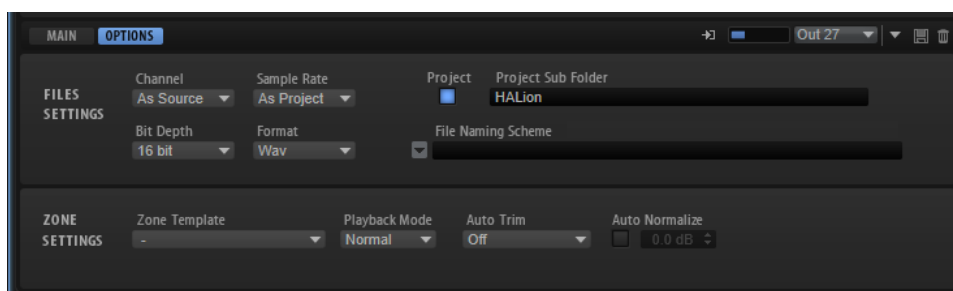 MAIN OPTIONS Out 27
Channel Sample Rate Project Project Sub Folder
FILES SETTINGS
As Source As Project HALion
Bit Depth Format File Naming Scheme
16 bit Wav
ZONE SETTINGS
Zone Template Playback Mode Auto Trim Auto Normalize
- Normal Off 0.0 dB